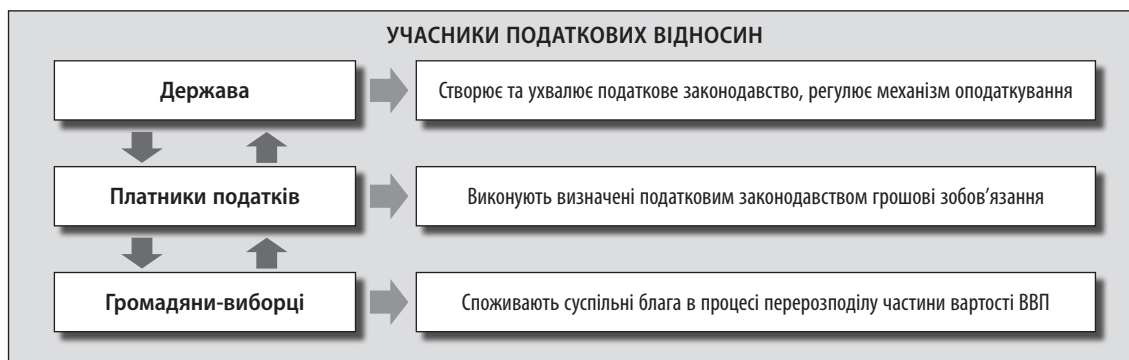 УЧАСНИКИ ПОДАТКОВИХ ВІДНОСИН
Держава
Створює та ухвалює податкове законодавство, регулює механізм оподаткування
Платники податків
Виконують визначені податковим законодавством грошові зобов’язання
Громадяни-виборці
Споживають суспільні блага в процесі перерозподілу частини вартості ВВП